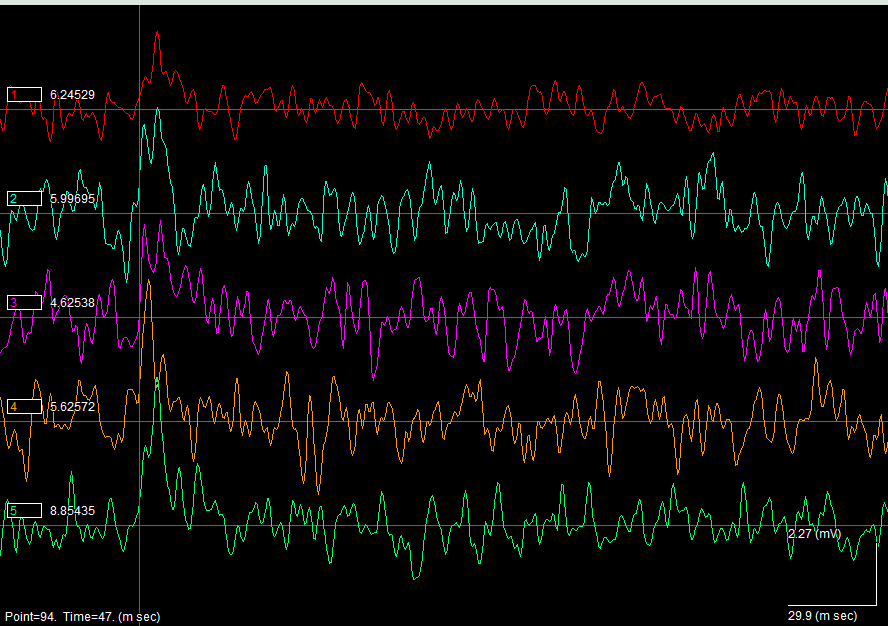 1 6.24529
2 5.99695
3 4.62538
4 5.62572
5 8.85435
2.27 (mV)
29.9 (m sec)
Point=94. Time=47. (m sec)